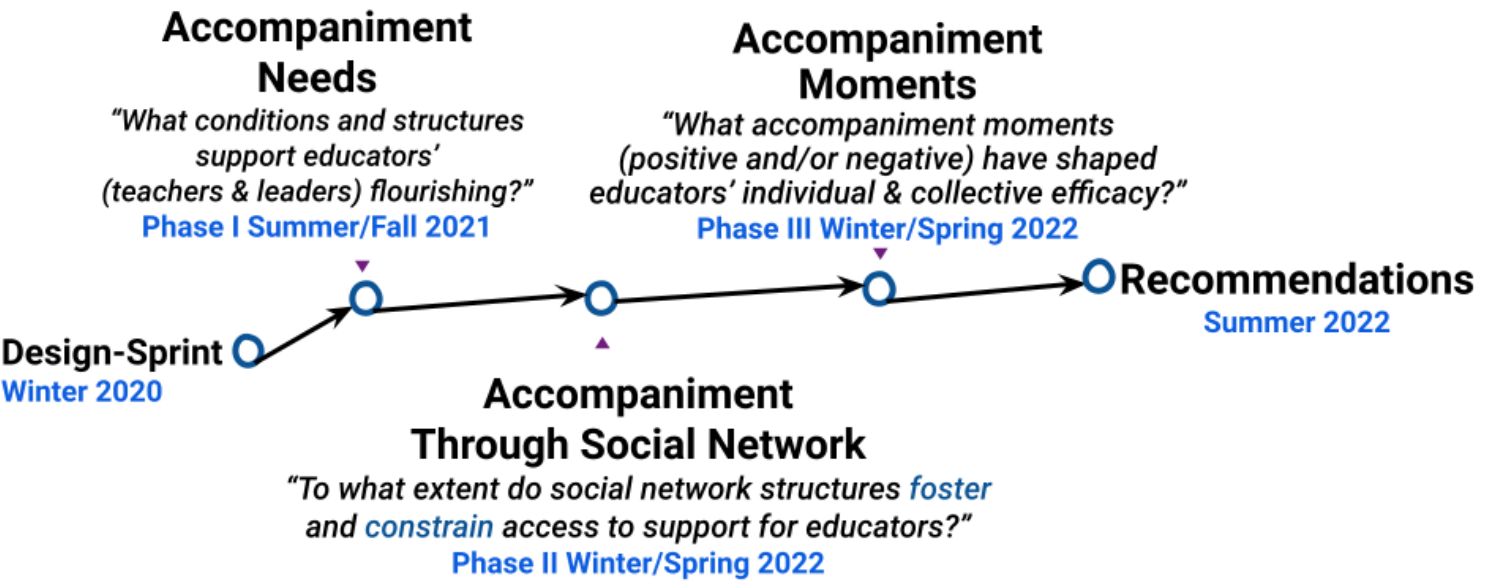 Accompaniment
Needs
“What conditions and structures
support educators’
(teachers & leaders) flourishing?”
Phase I Summer/Fall 2021
Accompaniment
Moments
“What accompaniment moments
(positive and/or negative) have shaped
educators’ individual & collective efficacy?”
Phase III Winter/Spring 2022
Design-Sprint
Winter 2020
Recommendations
Summer 2022
Accompaniment
Through Social Network
“To what extent do social network structures foster
and constrain access to support for educators?”
Phase II Winter/Spring 2022